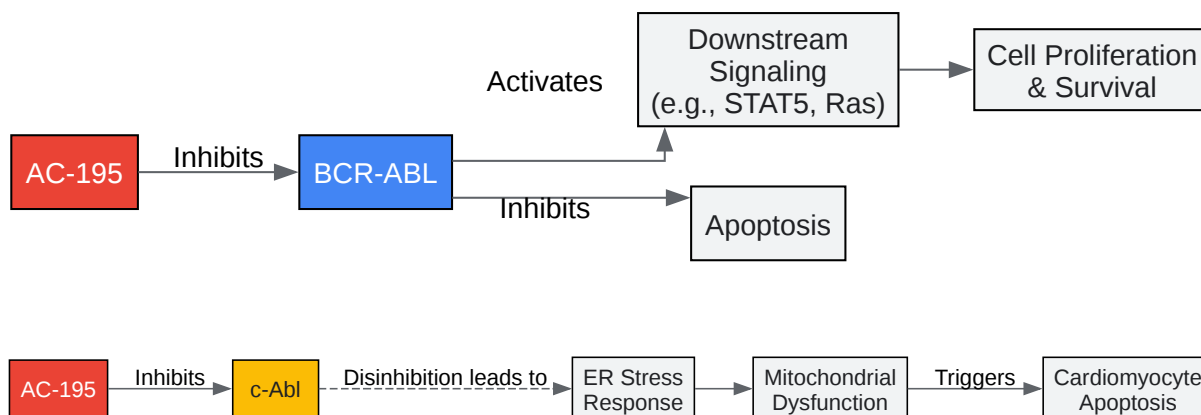 Downstream
Signaling
(e.g., STAT5, Ras)
Cell Proliferation
& Survival
Activates
AC-195
Inhibits
BCR-ABL
Inhibits
Apoptosis
AC-195
Inhibits
c-Abl
Disinhibition leads to
ER Stress
Response
Mitochondrial
Dysfunction
Triggers
Cardiomyocyte
Apoptosis